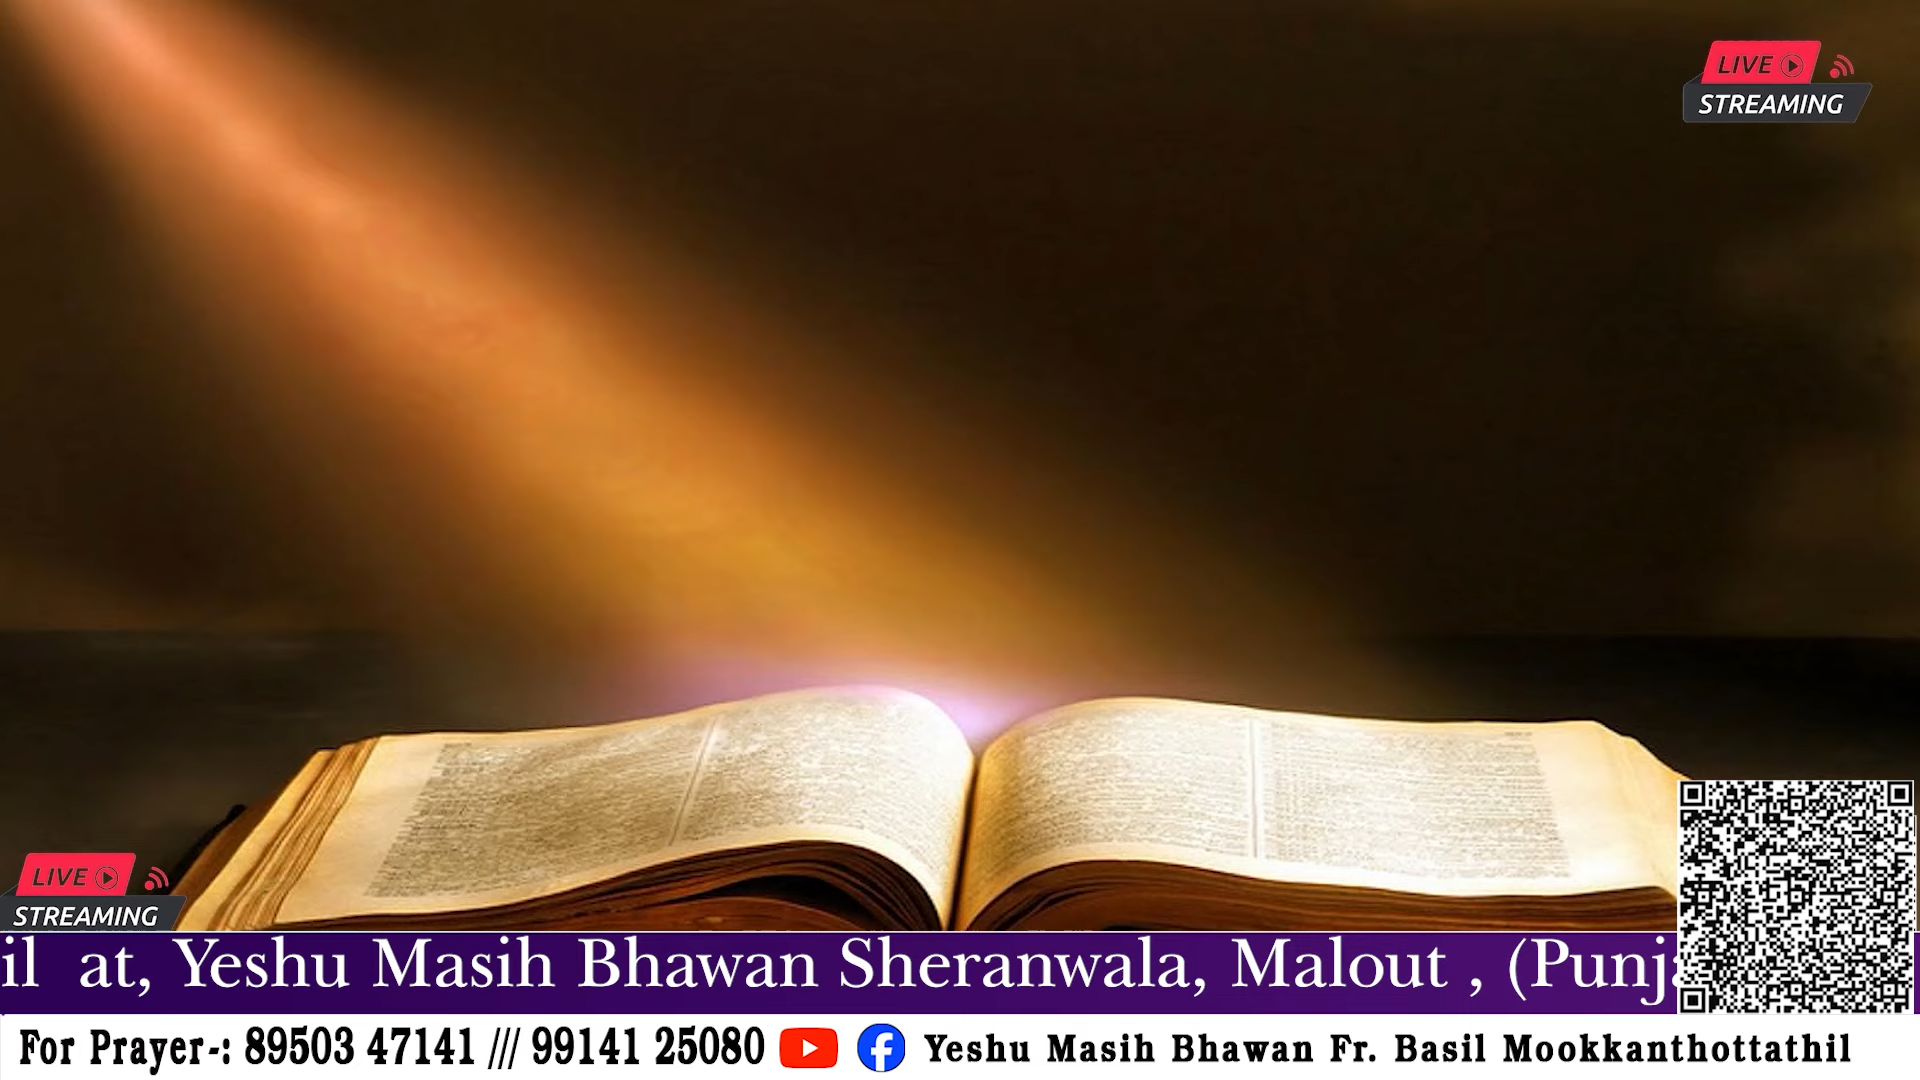 LIVE
STREAMING
LIVE
STREAMING
il at, Yeshu Masih Bhawan Sheranwala, Malout , (Punja
For Prayer-: 89503 47141 /// 99141 25080 Yeshu Masih Bhawan Fr. Basil Mookkanthottathil